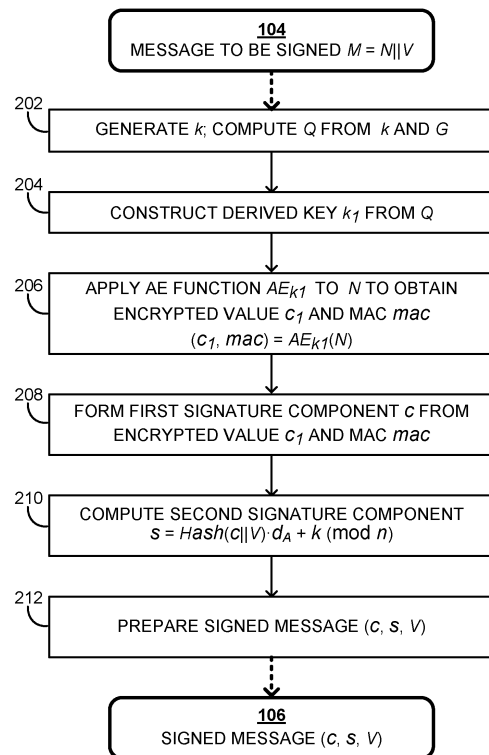 104
MESSAGE TO BE SIGNED M = N||V
202
GENERATE k; COMPUTE Q FROM k AND G
204
CONSTRUCT DERIVED KEY k1 FROM Q
206
APPLY AE FUNCTION AEk1 TO N TO OBTAIN
ENCRYPTED VALUE c1 AND MAC mac
(c1, mac) = AEk1(N)
208
FORM FIRST SIGNATURE COMPONENT c FROM
ENCRYPTED VALUE c1 AND MAC mac
210
COMPUTE SECOND SIGNATURE COMPONENT
s = Hash(c||V)·dA + k (mod n)
212
PREPARE SIGNED MESSAGE (c, s, V)
106
SIGNED MESSAGE (c, s, V)